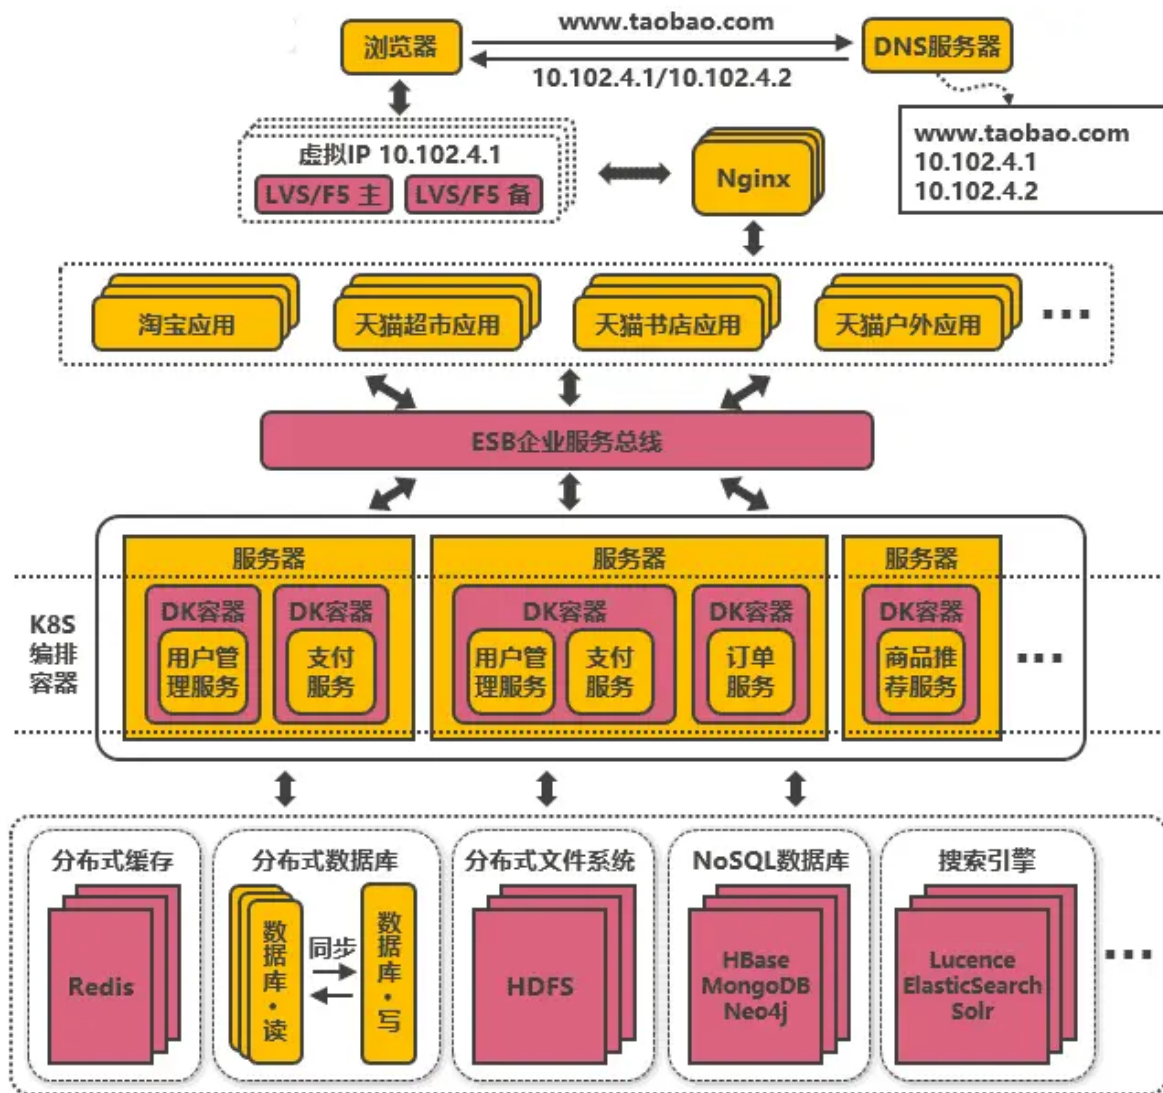 www.taobao.com
浏览器
DNS服务器
10.102.4.1/10.102.4.2
www.taobao.com
10.102.4.1
10.102.4.2
虚拟IP 10.102.4.1
LVS/F5 主
LVS/F5 备
Nginx
淘宝应用
天猫超市应用
天猫书店应用
天猫户外应用
ESB企业服务总线
K8S
编排
容器
服务器
DK容器
用户管
理服务
DK容器
支付
服务
服务器
DK容器
用户管
理服务
支付
服务
DK容器
订单
服务
服务器
DK容器
商品推
荐服务
分布式缓存
Redis
分布式数据库
数据库·读
同步
数据库·写
分布式文件系统
HDFS
NoSQL数据库
HBase
MongoDB
Neo4j
搜索引擎
Lucence
ElasticSearch
Solr